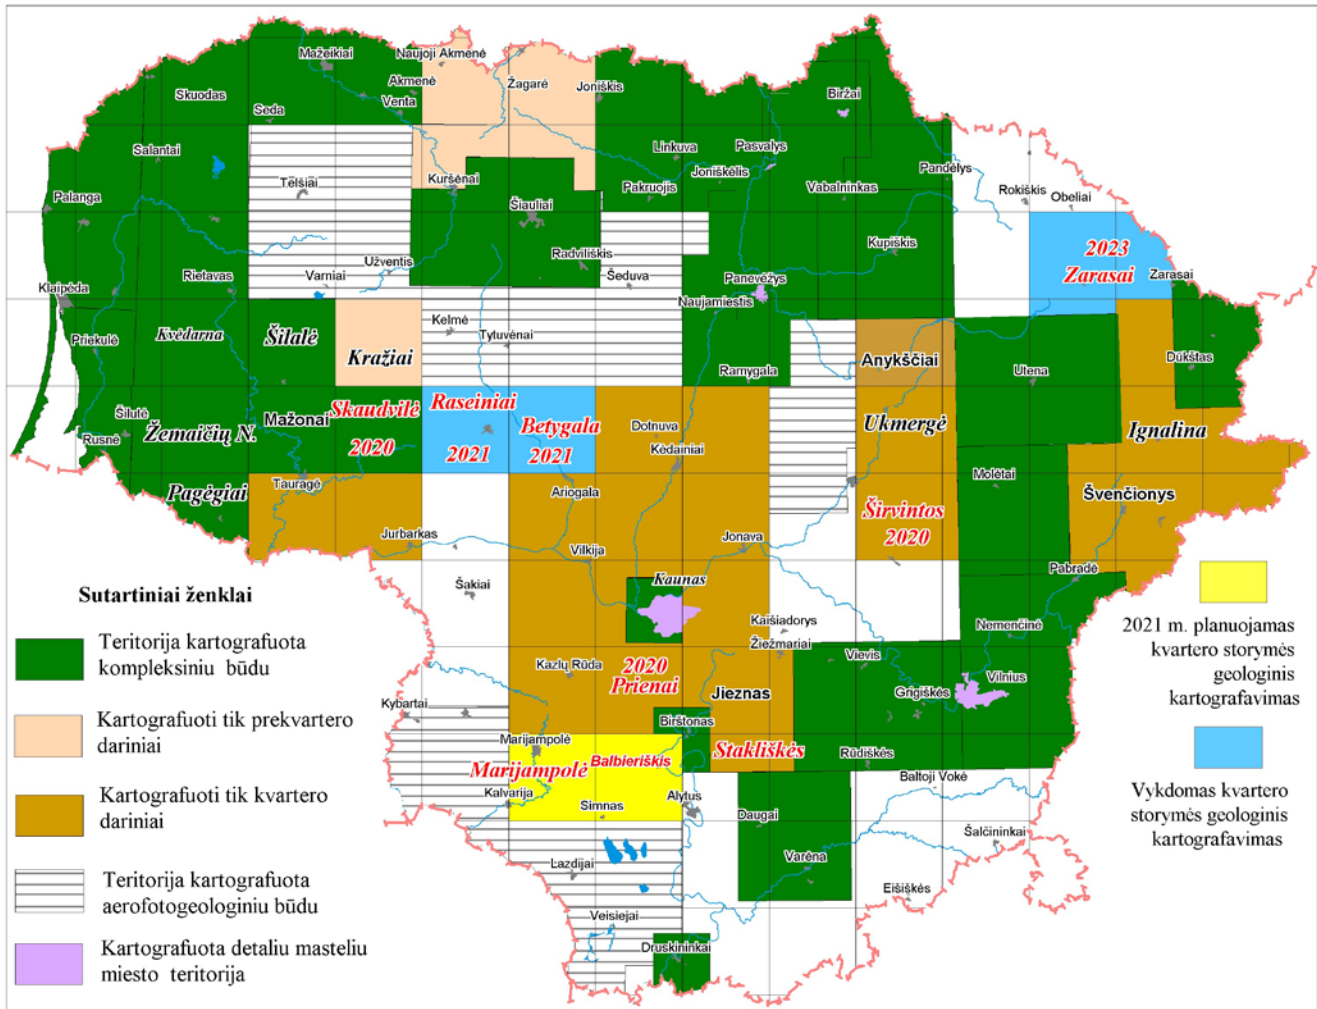 Mažeikiai
Naujoji Akmenė
Žagarė
Joniškis
Akmenė
Venta
Skuodas
Seda
Biržai
Salantai
Telšiai
Kuršėnai
Linkuva
Pasvalys
Joniškėlis
Pakruojis
Vabalninkas
Pandėlys
Rokiškis
Obeliai
Palanga
Šiauliai
Radviliškis
Kupiškis
2023
Zarasai
Zarasai
Klaipėda
Rietavas
Varniai
Užventis
Šeduva
Panevėžys
Naujamiestis
Priekulė
Kvėdarna
Šilalė
Kražiai
Kelmė
Tytuvėnai
Ramygala
Anykščiai
Utena
Dūkštas
Šilutė
Rusnė
Žemaičių N.
Mažonai
Skaudvilė
2020
Raseiniai
2021
Betygala
2021
Dotnuva
Kėdainiai
Ukmergė
Ignalina
Pagėgiai
Tauragė
Ariogala
Molėtai
Švenčionys
Širvintos
2020
Jurbarkas
Vilkija
Jonava
Šakiai
Kaunas
Pabradė
Kaišiadorys
Žiežmariai
Nemenčinė
Kazlų Rūda
2020
Prienai
Jieznas
Vievis
Grigiškės
Vilnius
Kybartai
Birštonas
Marijampolė
Marijampolė
Balbieriškis
Stakliškės
Rūdiškės
Baltoji Vokė
Kalvarija
Simnas
Alytus
Daugai
Šalčininkai
Lazdijai
Varėna
Eišiškės
Veisiejai
Druskininkai
Sutartiniai ženklai
Teritorija kartografuota
kompleksiniu būdu
Kartografuoti tik prekvartero
dariniai
Kartografuoti tik kvartero
dariniai
Teritorija kartografuota
aerofotogeologiniu būdu
Kartografuota detaliu masteliu
miesto teritorija
2021 m. planuojamas
kvartero storymės
geologinis
kartografavimas
Vykdomas kvartero
storymės geologinis
kartografavimas